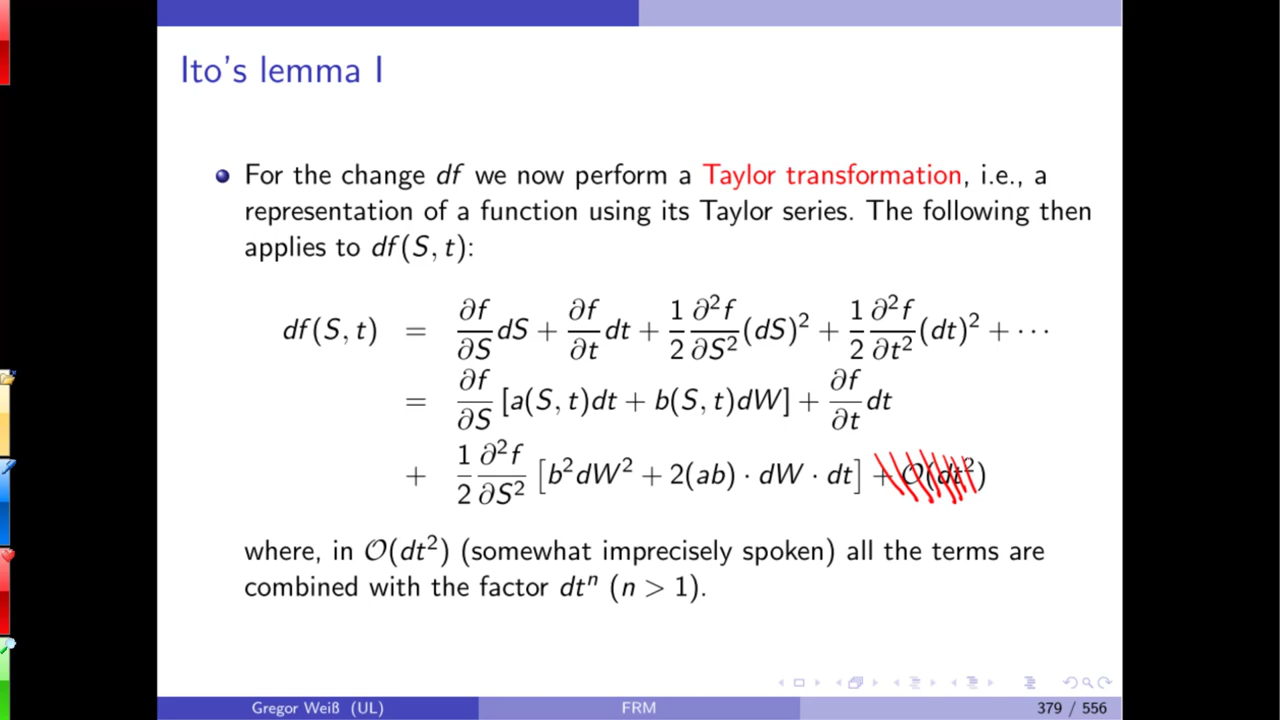 Ito's lemma I
For the change df we now perform a Taylor transformation, i.e., a
representation of a function using its Taylor series. The following then
applies to df(S, t):
df(S, t) = ∂f/∂S dS + ∂f/∂t dt + 1/2 ∂²f/∂S² (dS)² + 1/2 ∂²f/∂t² (dt)² + ⋯
= ∂f/∂S [a(S, t)dt + b(S, t)dW] + ∂f/∂t dt
+ 1/2 ∂²f/∂S² [b²dW² + 2(ab) · dW · dt] + O(dt²)
where, in O(dt²) (somewhat imprecisely spoken) all the terms are
combined with the factor dtⁿ (n > 1).
Gregor Weiß (UL) FRM 379 / 556